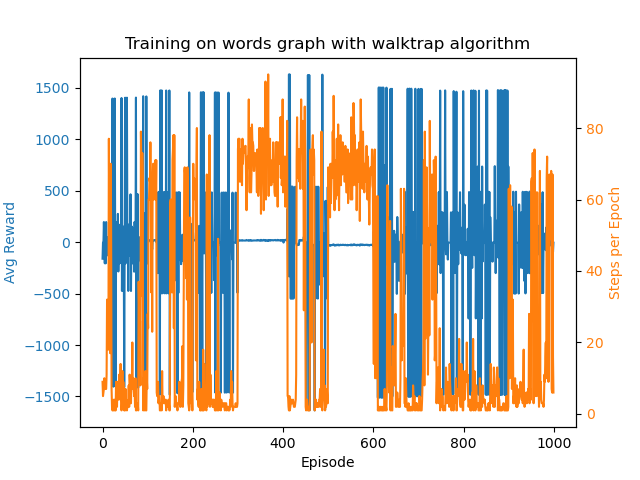 Training on words graph with walktrap algorithm
1500
1000
500
0
−500
−1000
−1500
Avg Reward
80
60
40
20
0
Steps per Epoch
0 200 400 600 800 1000
Episode